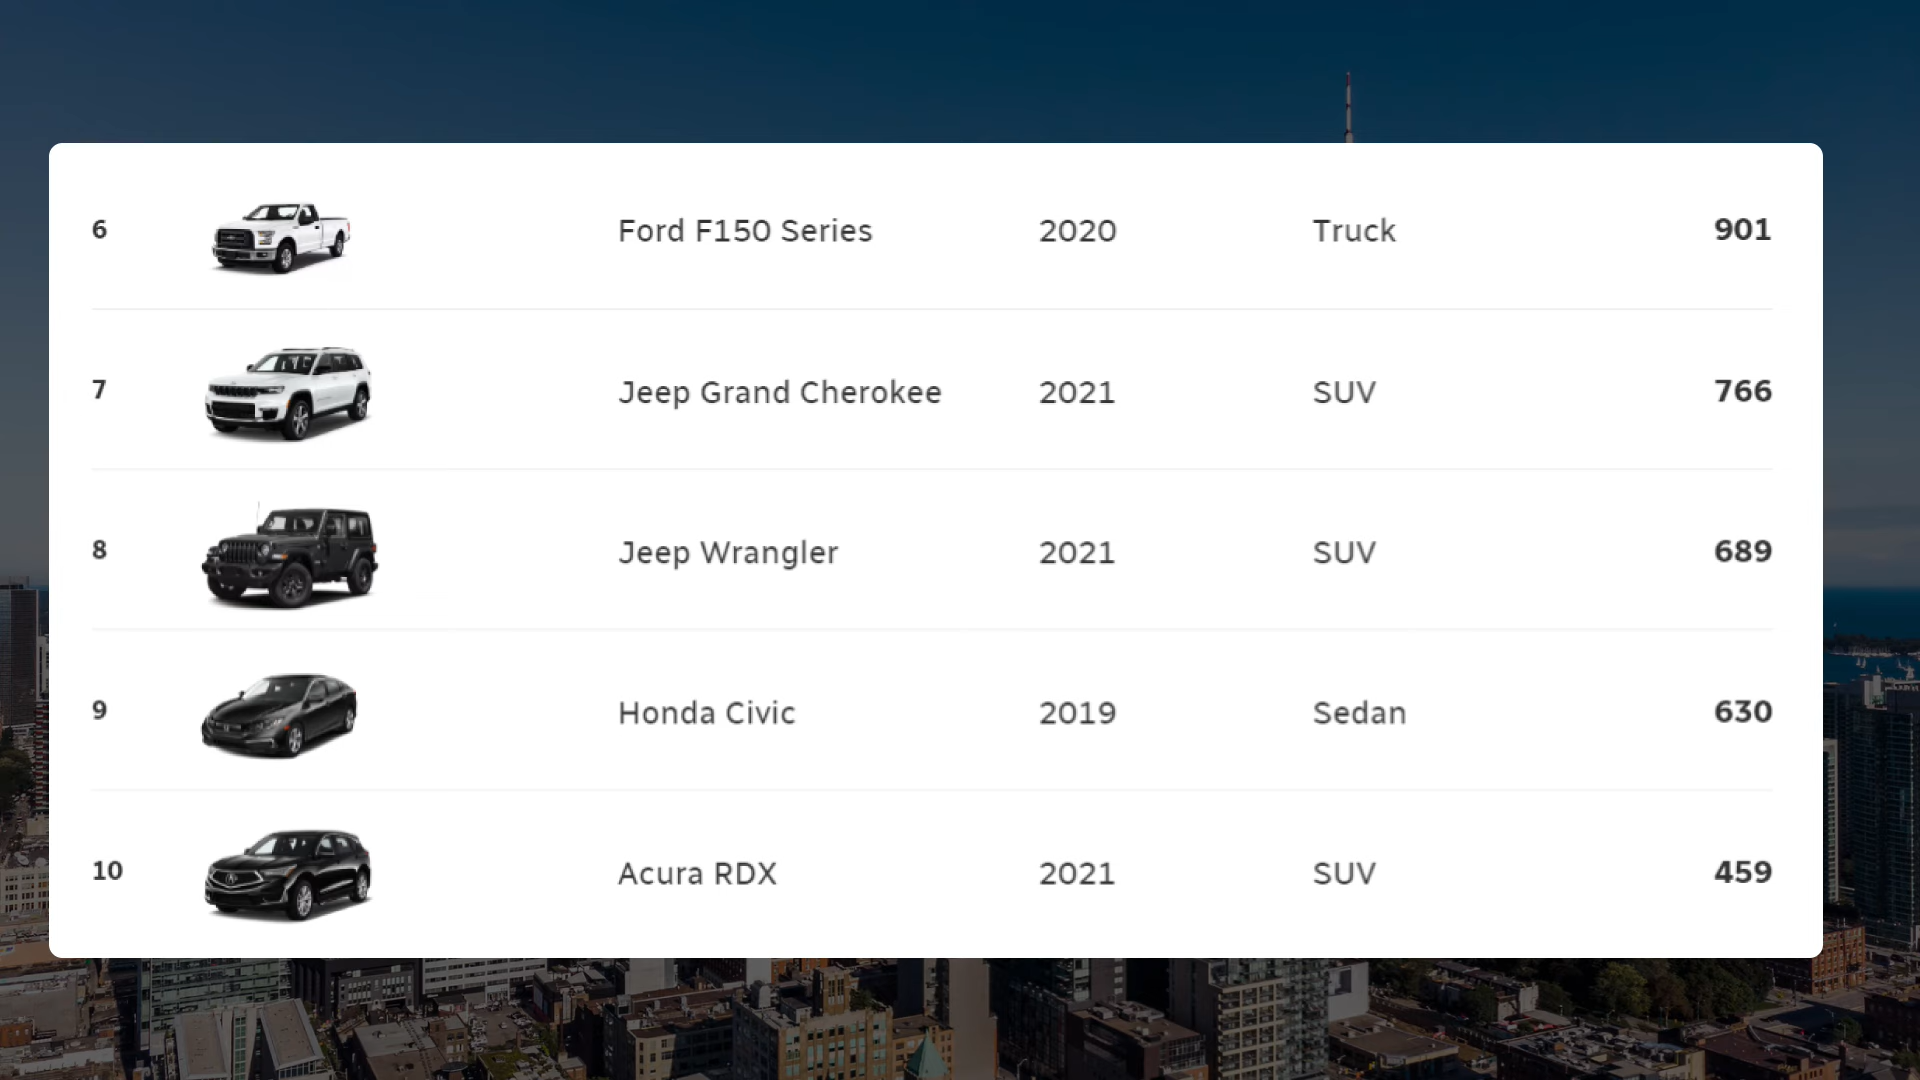 6 Ford F150 Series 2020 Truck 901
7 Jeep Grand Cherokee 2021 SUV 766
8 Jeep Wrangler 2021 SUV 689
9 Honda Civic 2019 Sedan 630
10 Acura RDX 2021 SUV 459